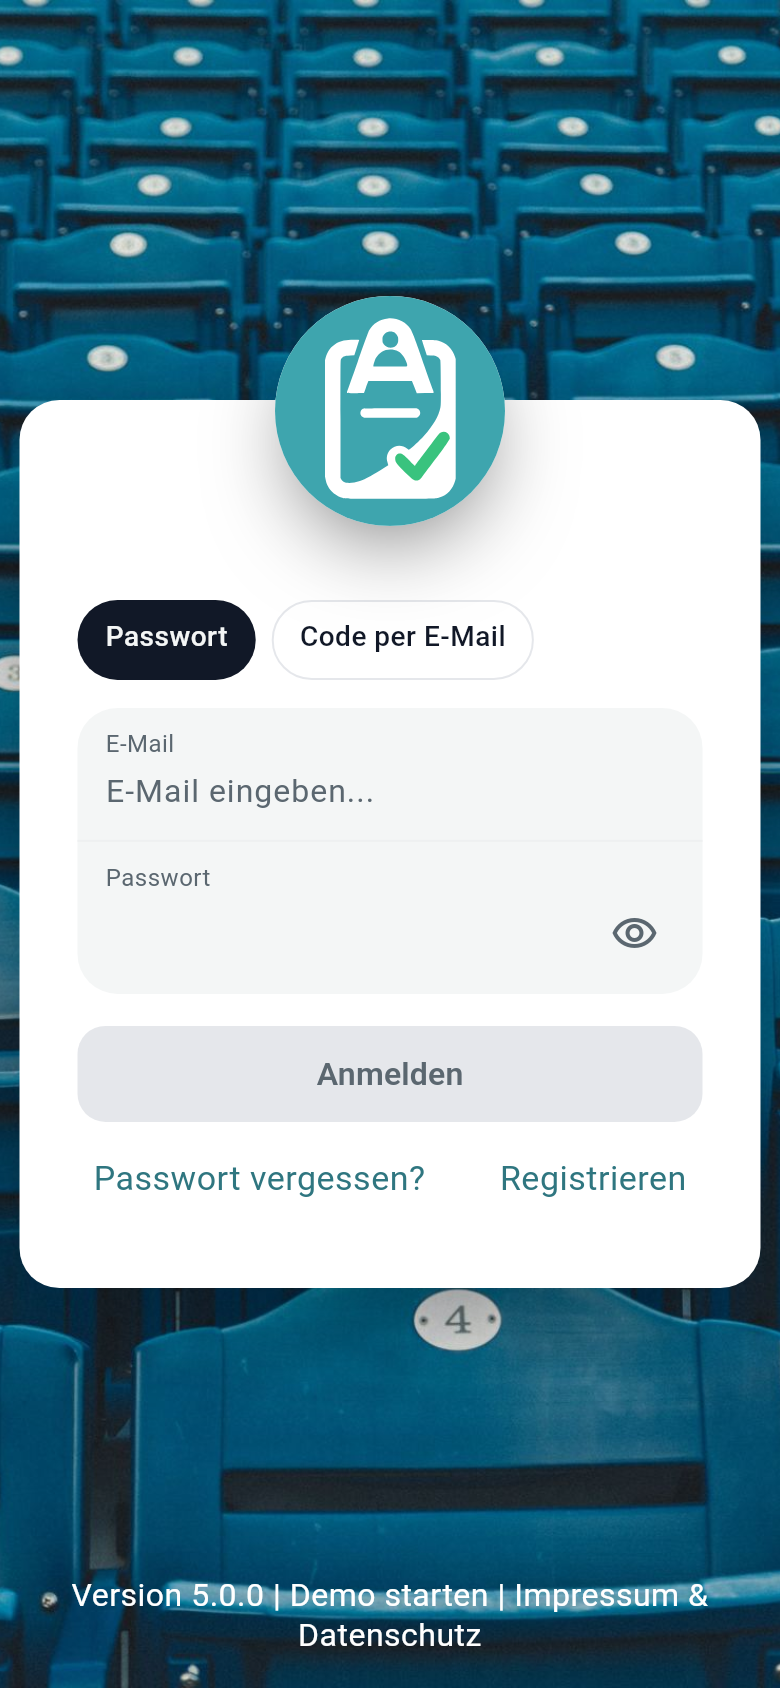 Passwort
Code per E-Mail
E-Mail
E-Mail eingeben...
Passwort
Anmelden
Passwort vergessen?
Registrieren
4
Version 5.0.0 | Demo starten | Impressum &
Datenschutz